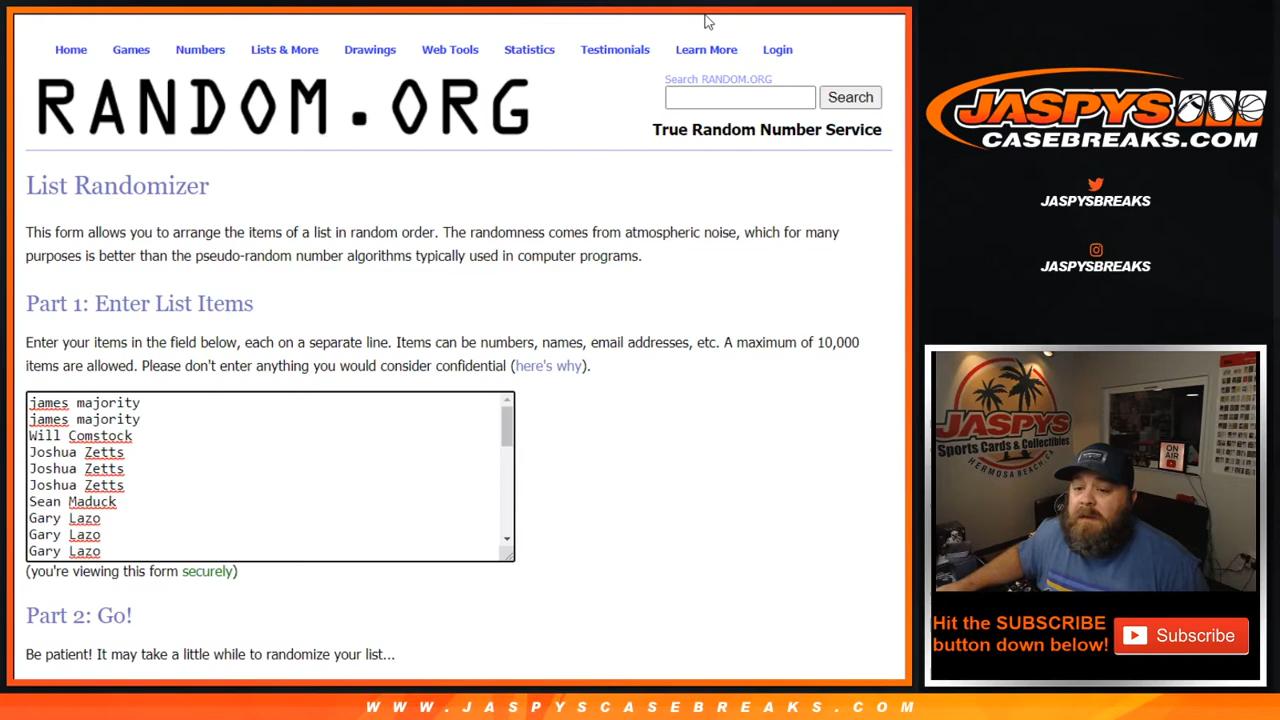 Home Games Numbers Lists & More Drawings Web Tools Statistics Testimonials Learn More Login
RANDOM.ORG
Search RANDOM.ORG
Search
True Random Number Service
List Randomizer
This form allows you to arrange the items of a list in random order. The randomness comes from atmospheric noise, which for many
purposes is better than the pseudo-random number algorithms typically used in computer programs.
Part 1: Enter List Items
Enter your items in the field below, each on a separate line. Items can be numbers, names, email addresses, etc. A maximum of 10,000
items are allowed. Please don't enter anything you would consider confidential (here's why).
james majority
james majority
Will Comstock
Joshua Zetts
Joshua Zetts
Joshua Zetts
Sean Maduck
Gary Lazo
Gary Lazo
Gary Lazo
(you're viewing this form securely)
Part 2: Go!
Be patient! It may take a little while to randomize your list...
JASPYS
CASEBREAKS.COM
JASPYSBREAKS
JASPYSBREAKS
JASPYS
Sports Cards & Collectibles
HERMOSA BEACH, CA
ON AIR
Hit the SUBSCRIBE
button down below!
Subscribe
WWW.JASPYSCASEBREAKS.COM